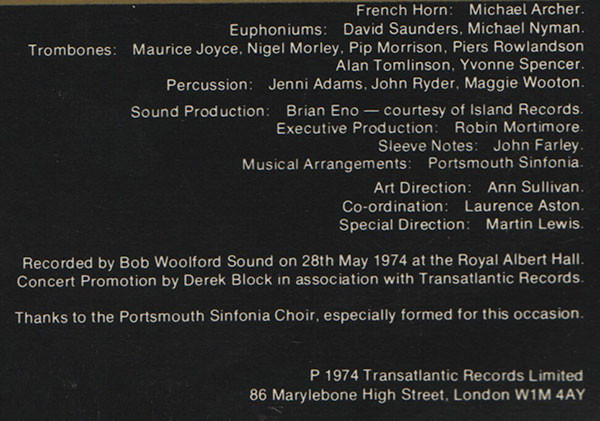 French Horn: Michael Archer.
Euphoniums: David Saunders, Michael Nyman.
Trombones: Maurice Joyce, Nigel Morley, Pip Morrison, Piers Rowlandson
Alan Tomlinson, Yvonne Spencer.
Percussion: Jenni Adams, John Ryder, Maggie Wooton.
Sound Production: Brian Eno — courtesy of Island Records.
Executive Production: Robin Mortimore.
Sleeve Notes: John Farley.
Musical Arrangements: Portsmouth Sinfonia.
Art Direction: Ann Sullivan.
Co-ordination: Laurence Aston.
Special Direction: Martin Lewis.
Recorded by Bob Woolford Sound on 28th May 1974 at the Royal Albert Hall.
Concert Promotion by Derek Block in association with Transatlantic Records.
Thanks to the Portsmouth Sinfonia Choir, especially formed for this occasion.
P 1974 Transatlantic Records Limited
86 Marylebone High Street, London W1M 4AY